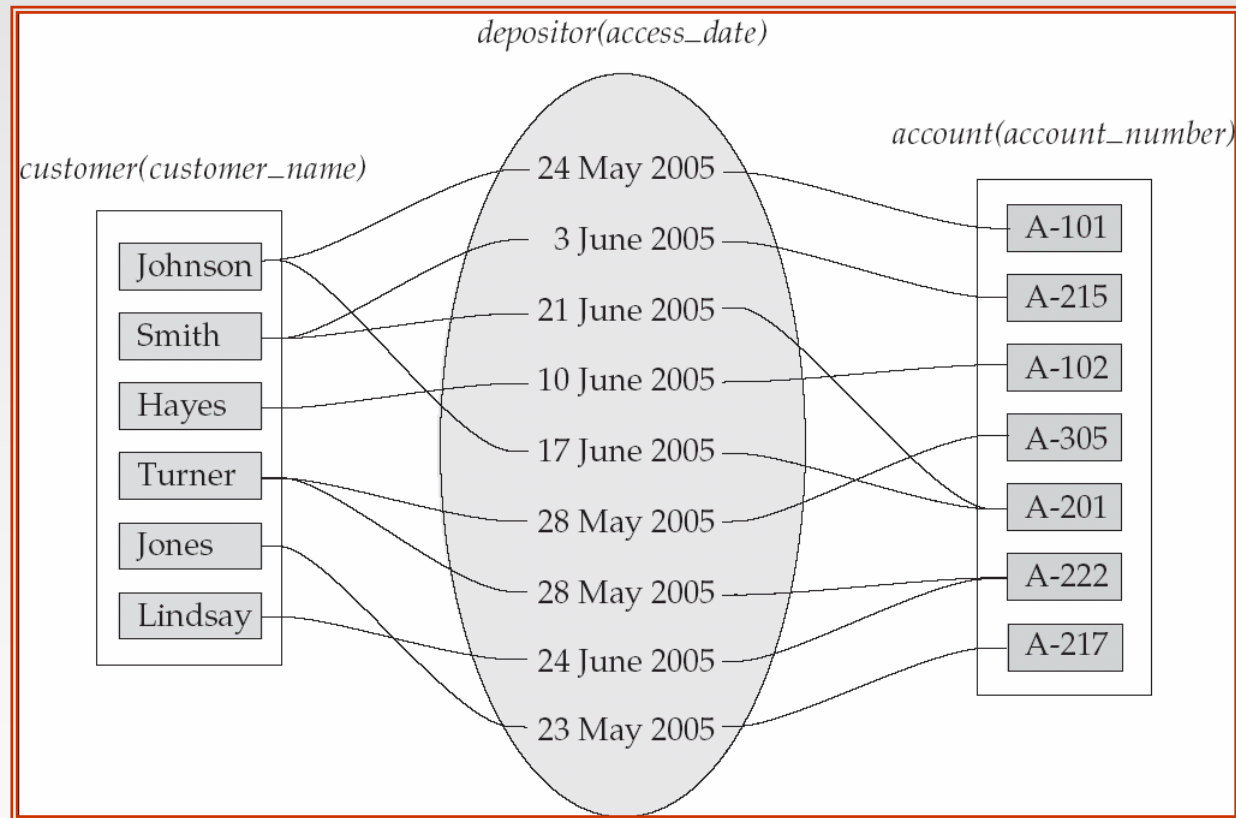 depositor(access_date)
customer(customer_name)
account(account_number)
Johnson
Smith
Hayes
Turner
Jones
Lindsay
24 May 2005
3 June 2005
21 June 2005
10 June 2005
17 June 2005
28 May 2005
28 May 2005
24 June 2005
23 May 2005
A-101
A-215
A-102
A-305
A-201
A-222
A-217